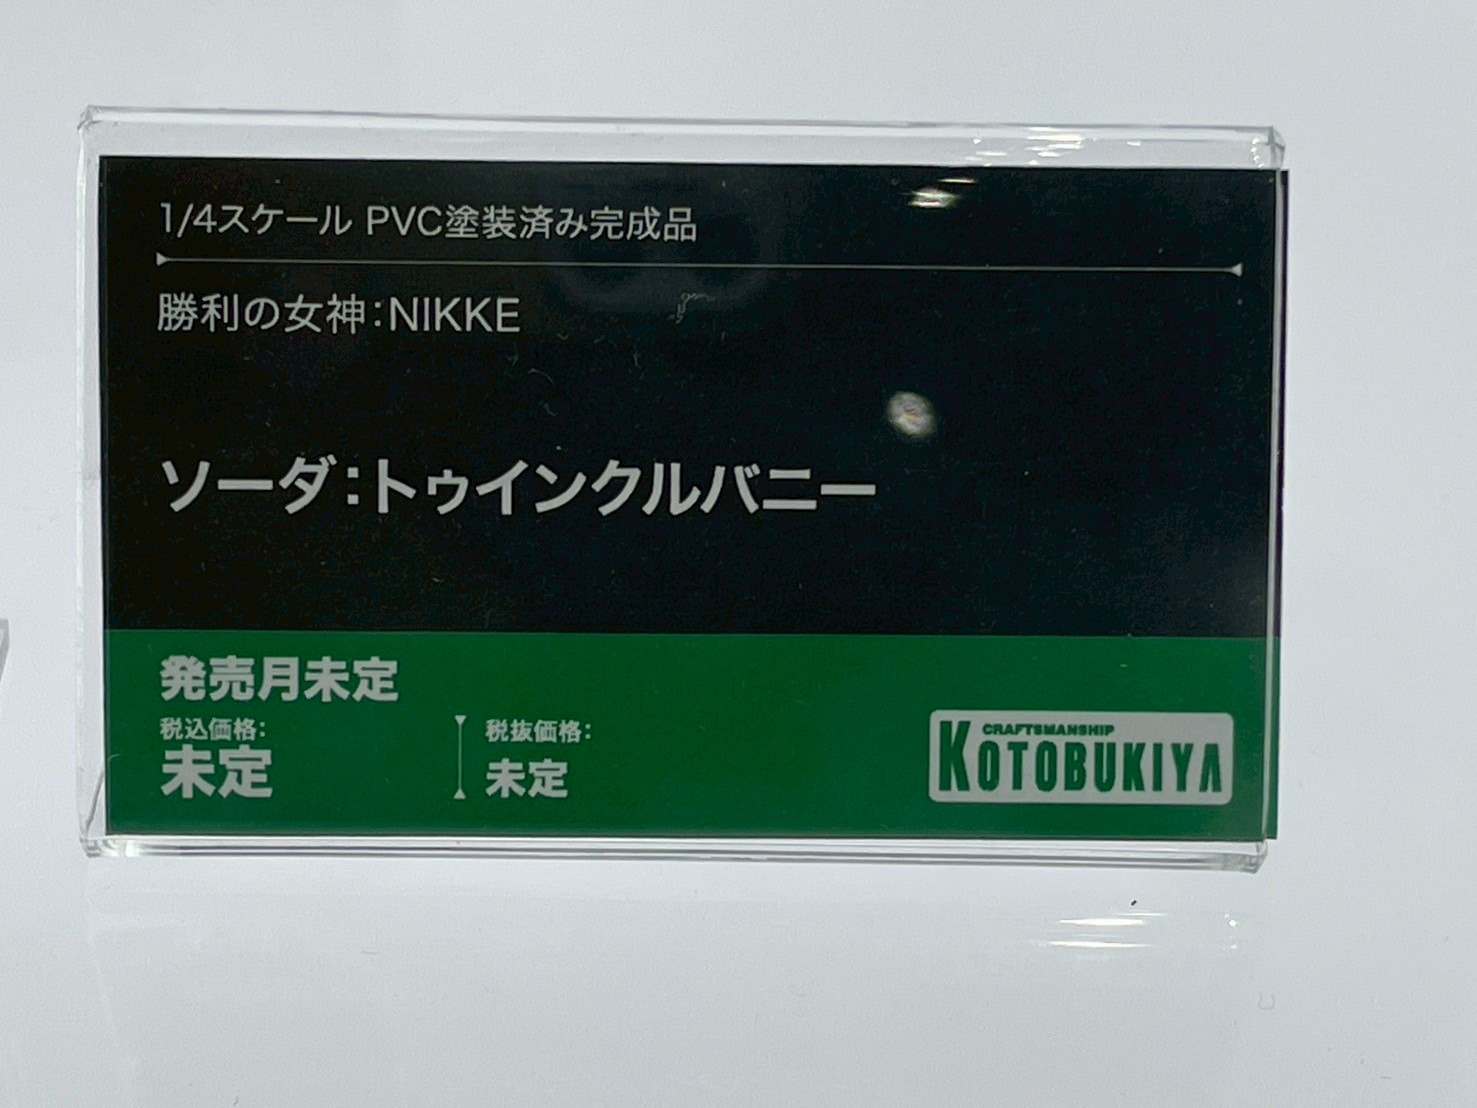 1/4スケール PVC塗装済み完成品
勝利の女神：NIKKE
ソーダ：トゥインクルバニー
発売月未定
税込価格：
未定
税抜価格：
未定
CRAFTSMANSHIP
KOTOBUKIYA